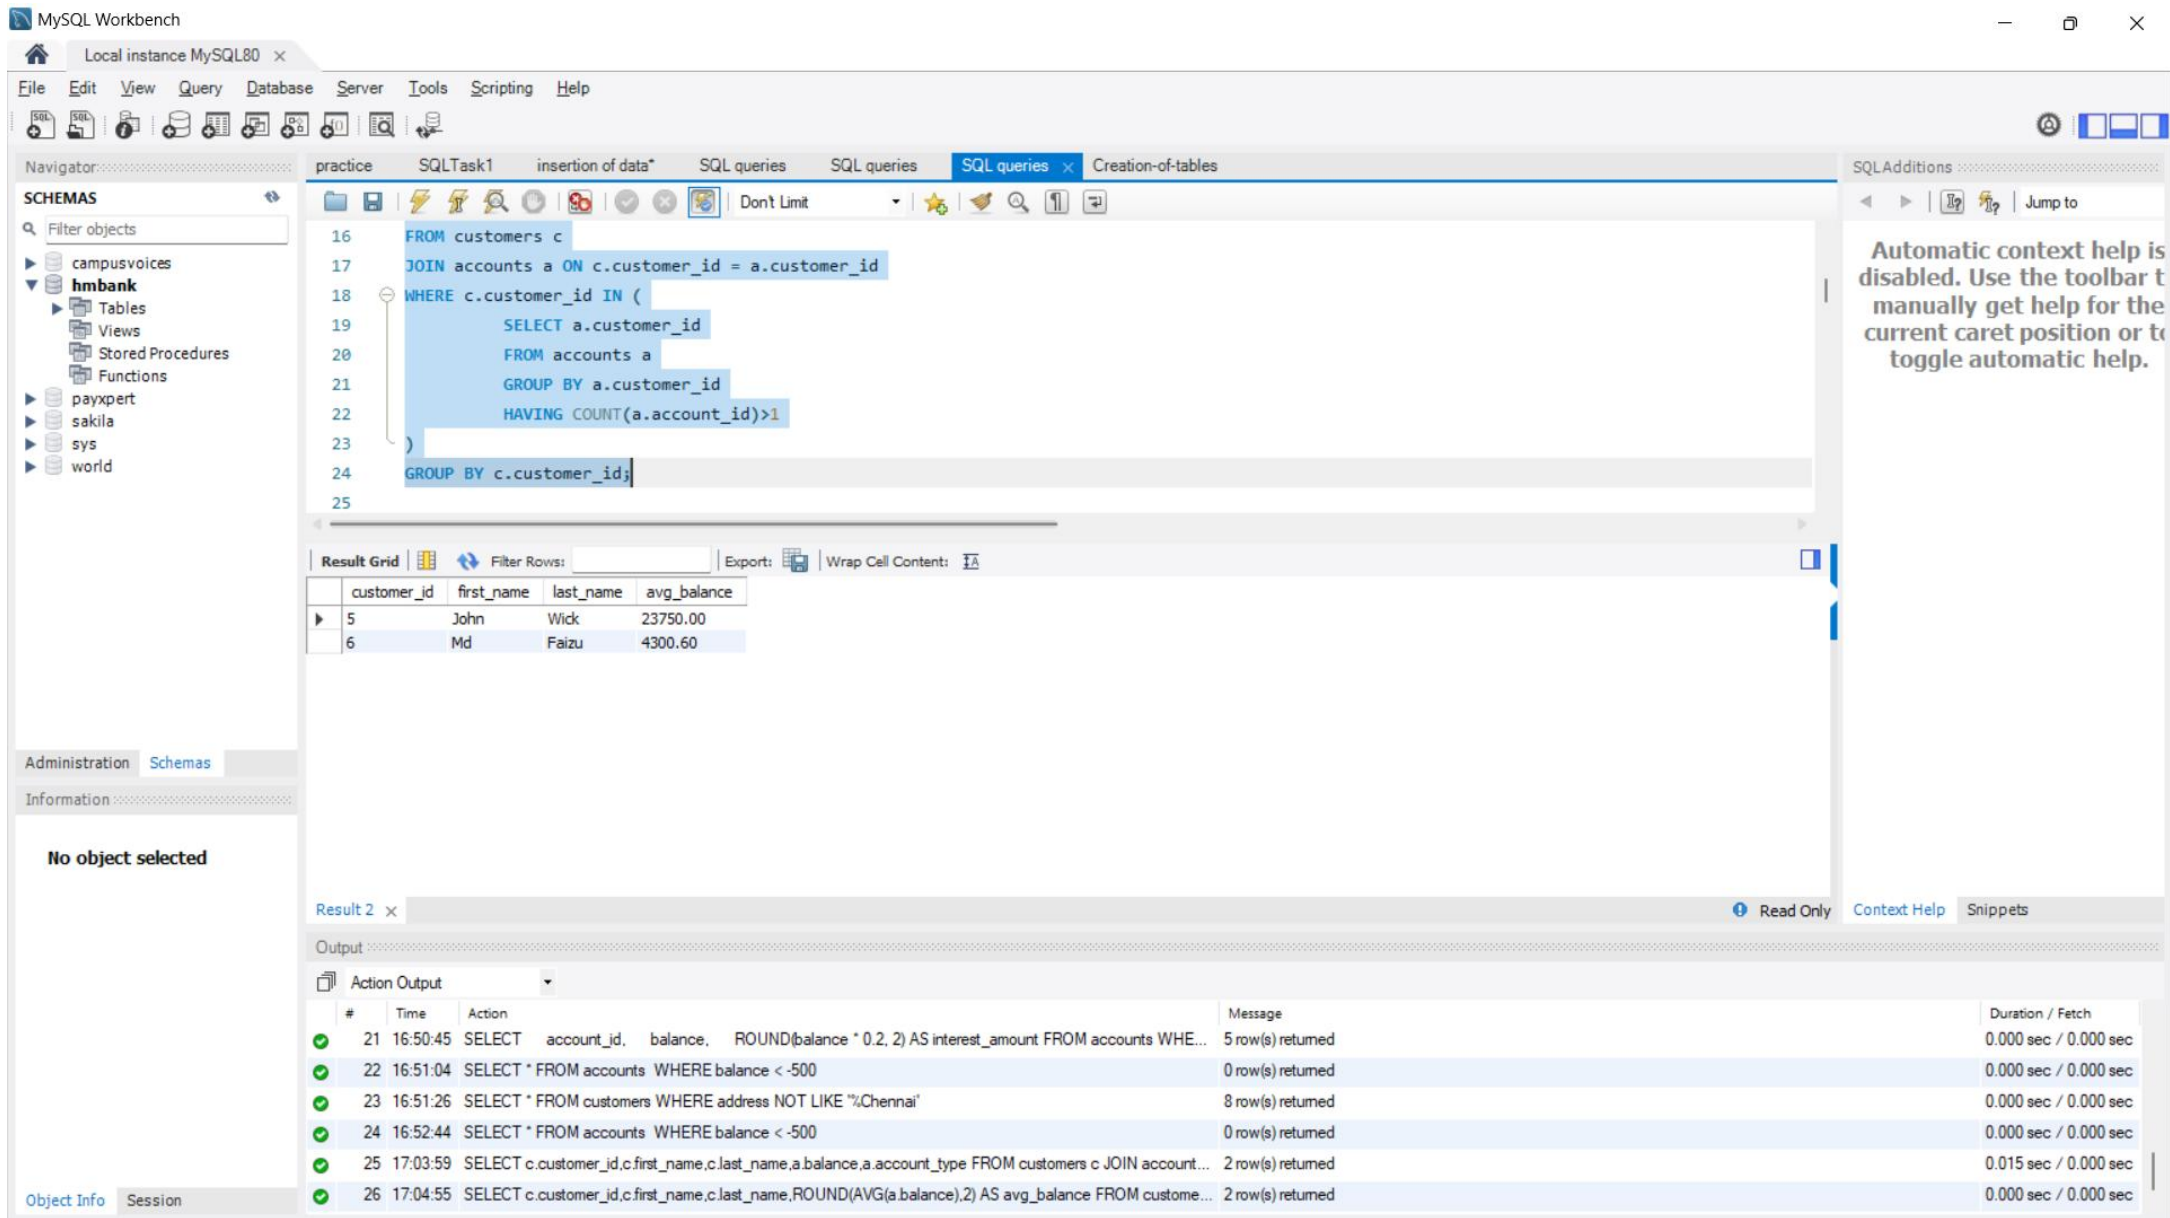 MySQL Workbench
Local instance MySQL80
File Edit View Query Database Server Tools Scripting Help
Navigator
SCHEMAS
Filter objects
campusvoices
hmbank
Tables
Views
Stored Procedures
Functions
payxpert
sakila
sys
world
Administration Schemas
Information
No object selected
Object Info Session
practice SQLTask1 insertion of data* SQL queries SQL queries SQL queries Creation-of-tables
Don't Limit
16 FROM customers c
17 JOIN accounts a ON c.customer_id = a.customer_id
18 WHERE c.customer_id IN (
19 SELECT a.customer_id
20 FROM accounts a
21 GROUP BY a.customer_id
22 HAVING COUNT(a.account_id)>1
23 )
24 GROUP BY c.customer_id;
25
Result Grid Filter Rows: Export: Wrap Cell Content:
customer_id first_name last_name avg_balance
5 John Wick 23750.00
6 Md Faizu 4300.60
Result 2 Read Only
SQLAdditions
Jump to
Automatic context help is
disabled. Use the toolbar t
manually get help for the
current caret position or to
toggle automatic help.
Context Help Snippets
Output
Action Output
# Time Action Message Duration / Fetch
21 16:50:45 SELECT account_id, balance, ROUND(balance * 0.2, 2) AS interest_amount FROM accounts WHE... 5 row(s) returned 0.000 sec / 0.000 sec
22 16:51:04 SELECT * FROM accounts WHERE balance < -500 0 row(s) returned 0.000 sec / 0.000 sec
23 16:51:26 SELECT * FROM customers WHERE address NOT LIKE '%Chennai' 8 row(s) returned 0.000 sec / 0.000 sec
24 16:52:44 SELECT * FROM accounts WHERE balance < -500 0 row(s) returned 0.000 sec / 0.000 sec
25 17:03:59 SELECT c.customer_id,c.first_name,c.last_name,a.balance,a.account_type FROM customers c JOIN account... 2 row(s) returned 0.015 sec / 0.000 sec
26 17:04:55 SELECT c.customer_id,c.first_name,c.last_name,ROUND(AVG(a.balance),2) AS avg_balance FROM custome... 2 row(s) returned 0.000 sec / 0.000 sec